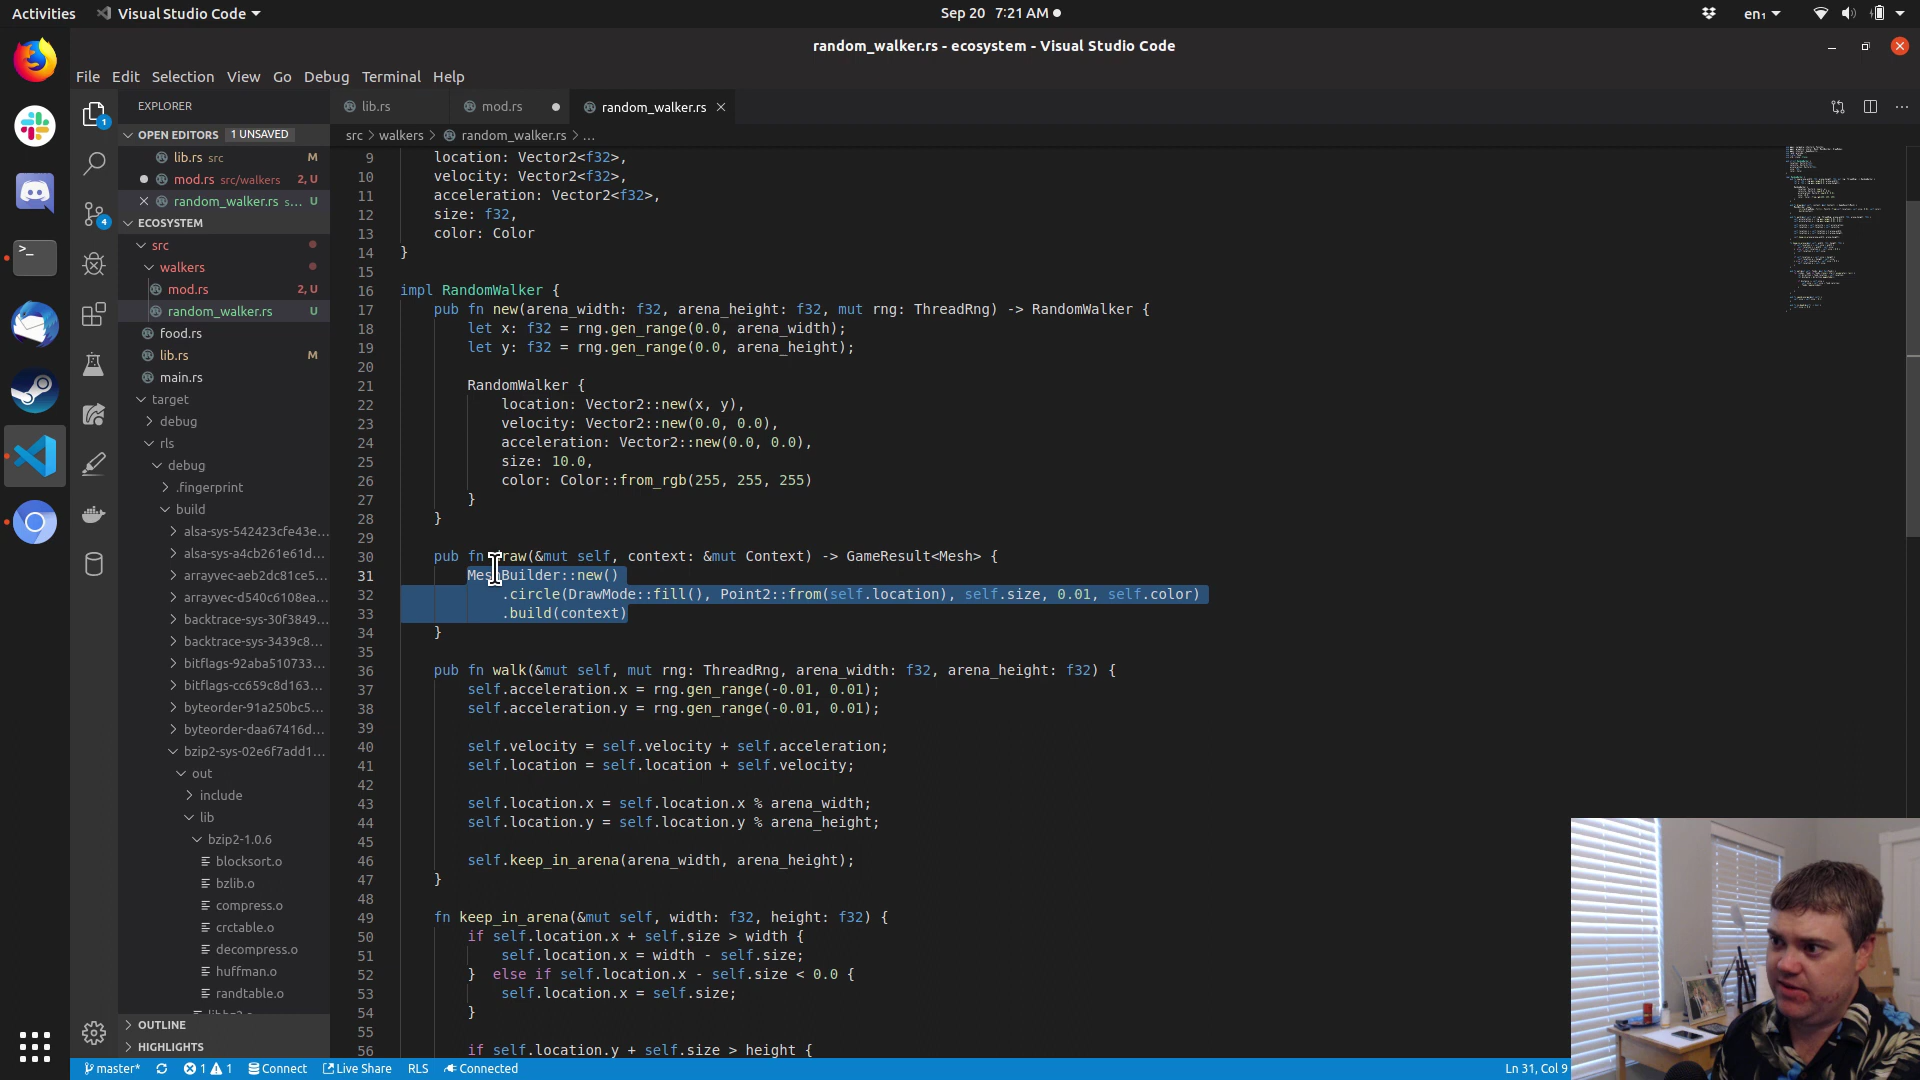 Activities
Visual Studio Code
Sep 20 7:21 AM
en₁
random_walker.rs - ecosystem - Visual Studio Code
File Edit Selection View Go Debug Terminal Help
EXPLORER
OPEN EDITORS 1 UNSAVED
lib.rs src M
mod.rs src/walkers 2, U
random_walker.rs s... U
ECOSYSTEM
src
walkers
mod.rs 2, U
random_walker.rs U
food.rs
lib.rs M
main.rs
target
debug
rls
debug
.fingerprint
build
alsa-sys-542423cfe43e...
alsa-sys-a4cb261e61d...
arrayvec-aeb2dc81ce5...
arrayvec-d540c6108ea...
backtrace-sys-30f3849...
backtrace-sys-3439c8...
bitflags-92aba510733...
bitflags-cc659c8d163...
byteorder-91a250bc5...
byteorder-daa67416d...
bzip2-sys-02e6f7add1...
out
include
lib
bzip2-1.0.6
blocksort.o
bzlib.o
compress.o
crctable.o
decompress.o
huffman.o
randtable.o
OUTLINE
HIGHLIGHTS
1
4
lib.rs
mod.rs
random_walker.rs
src > walkers > random_walker.rs > ...
9 location: Vector2<f32>,
10 velocity: Vector2<f32>,
11 acceleration: Vector2<f32>,
12 size: f32,
13 color: Color
14 }
15
16 impl RandomWalker {
17 pub fn new(arena_width: f32, arena_height: f32, mut rng: ThreadRng) -> RandomWalker {
18 let x: f32 = rng.gen_range(0.0, arena_width);
19 let y: f32 = rng.gen_range(0.0, arena_height);
20
21 RandomWalker {
22 location: Vector2::new(x, y),
23 velocity: Vector2::new(0.0, 0.0),
24 acceleration: Vector2::new(0.0, 0.0),
25 size: 10.0,
26 color: Color::from_rgb(255, 255, 255)
27 }
28 }
29
30 pub fn draw(&mut self, context: &mut Context) -> GameResult<Mesh> {
31 MeshBuilder::new()
32 .circle(DrawMode::fill(), Point2::from(self.location), self.size, 0.01, self.color)
33 .build(context)
34 }
35
36 pub fn walk(&mut self, mut rng: ThreadRng, arena_width: f32, arena_height: f32) {
37 self.acceleration.x = rng.gen_range(-0.01, 0.01);
38 self.acceleration.y = rng.gen_range(-0.01, 0.01);
39
40 self.velocity = self.velocity + self.acceleration;
41 self.location = self.location + self.velocity;
42
43 self.location.x = self.location.x % arena_width;
44 self.location.y = self.location.y % arena_height;
45
46 self.keep_in_arena(arena_width, arena_height);
47 }
48
49 fn keep_in_arena(&mut self, width: f32, height: f32) {
50 if self.location.x + self.size > width {
51 self.location.x = width - self.size;
52 } else if self.location.x - self.size < 0.0 {
53 self.location.x = self.size;
54 }
55
56 if self.location.y + self.size > height {
master* 1 1 Connect Live Share RLS Connected
Ln 31, Col 9